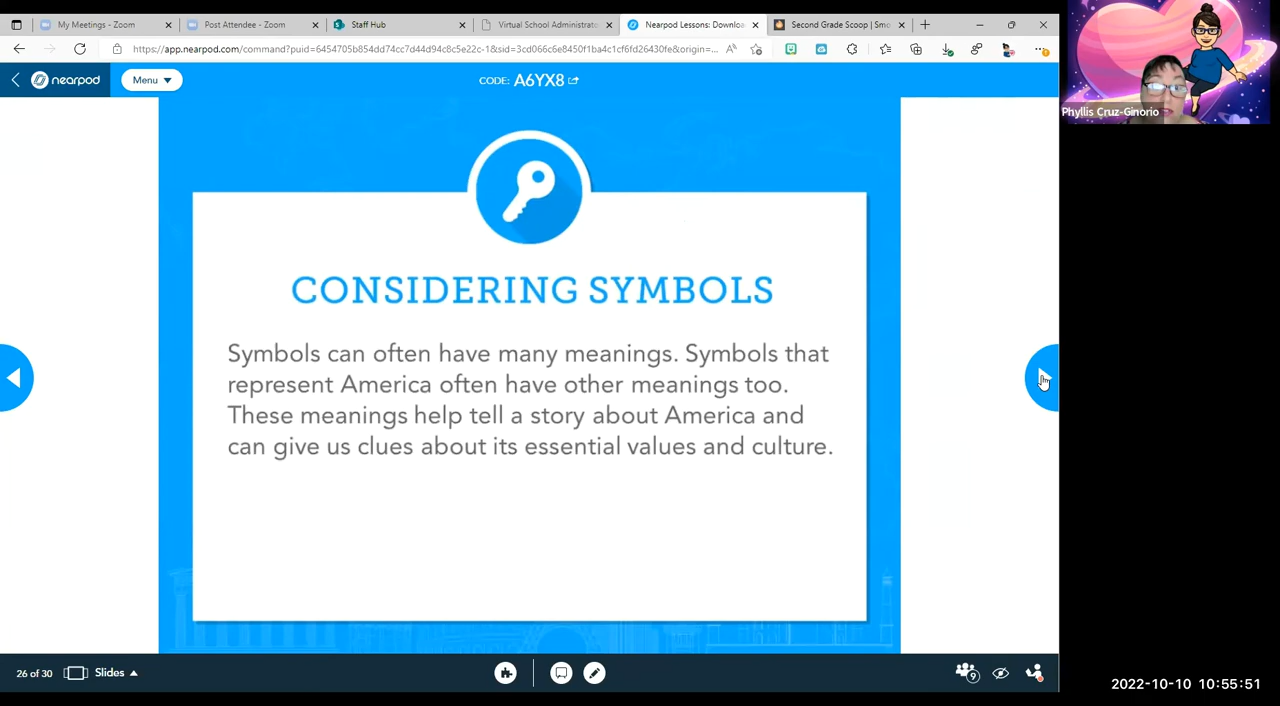 My Meetings - Zoom
Post Attendee - Zoom
Staff Hub
Virtual School Administrato
Nearpod Lessons: Downloa
Second Grade Scoop | Smo
https://app.nearpod.com/command?puid=6454705b854dd74cc7d44d94c8c5e22c-1&sid=3cd066c6e8450f1ba4c1cf6fd26430fe&origin=...
nearpod
Menu
CODE: A6YX8
Phyllis Cruz-Ginorio
CONSIDERING SYMBOLS
Symbols can often have many meanings. Symbols that
represent America often have other meanings too.
These meanings help tell a story about America and
can give us clues about its essential values and culture.
26 of 30
Slides
9
2022-10-10 10:55:51